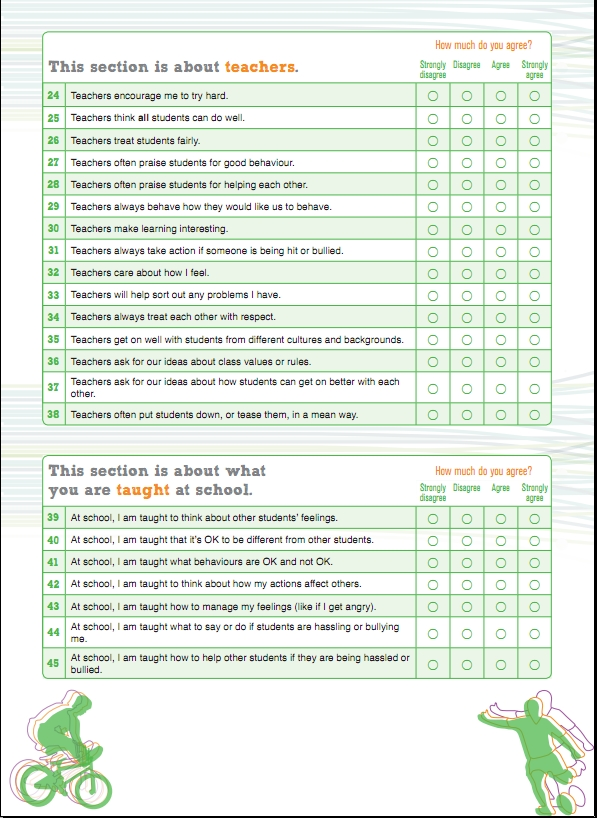 How much do you agree?
This section is about teachers.
Strongly disagree Disagree Agree Strongly agree
24 Teachers encourage me to try hard.
25 Teachers think all students can do well.
26 Teachers treat students fairly.
27 Teachers often praise students for good behaviour.
28 Teachers often praise students for helping each other.
29 Teachers always behave how they would like us to behave.
30 Teachers make learning interesting.
31 Teachers always take action if someone is being hit or bullied.
32 Teachers care about how I feel.
33 Teachers will help sort out any problems I have.
34 Teachers always treat each other with respect.
35 Teachers get on well with students from different cultures and backgrounds.
36 Teachers ask for our ideas about class values or rules.
37 Teachers ask for our ideas about how students can get on better with each
other.
38 Teachers often put students down, or tease them, in a mean way.
This section is about what
you are taught at school.
How much do you agree?
Strongly disagree Disagree Agree Strongly agree
39 At school, I am taught to think about other students' feelings.
40 At school, I am taught that it's OK to be different from other students.
41 At school, I am taught what behaviours are OK and not OK.
42 At school, I am taught to think about how my actions affect others.
43 At school, I am taught how to manage my feelings (like if I get angry).
44 At school, I am taught what to say or do if students are hassling or bullying
me.
45 At school, I am taught how to help other students if they are being hassled or
bullied.